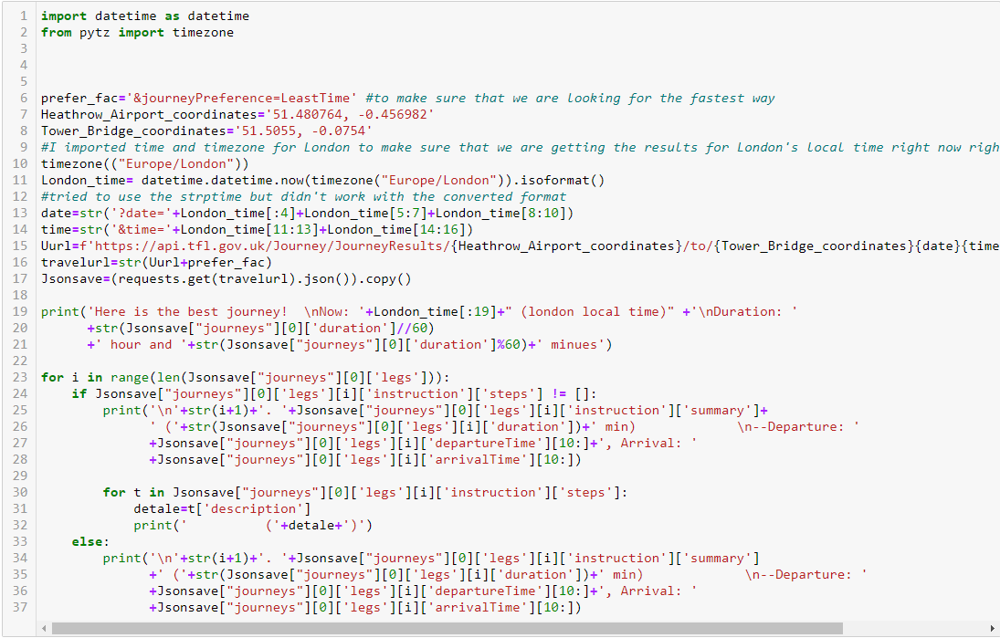 1 import datetime as datetime
2 from pytz import timezone
3
4
5
6 prefer_fac='&journeyPreference=LeastTime' #to make sure that we are looking for the fastest way
7 Heathrow_Airport_coordinates='51.480764, -0.456982'
8 Tower_Bridge_coordinates='51.5055, -0.0754'
9 #I imported time and timezone for London to make sure that we are getting the results for London's local time right now righ
10 timezone(("Europe/London"))
11 London_time= datetime.datetime.now(timezone("Europe/London")).isoformat()
12 #tried to use the strptime but didn't work with the converted format
13 date=str('?date='+London_time[:4]+London_time[5:7]+London_time[8:10])
14 time=str('&time='+London_time[11:13]+London_time[14:16])
15 Uurl=f'https://api.tfl.gov.uk/Journey/JourneyResults/{Heathrow_Airport_coordinates}/to/{Tower_Bridge_coordinates}{date}{time
16 travelurl=str(Uurl+prefer_fac)
17 Jsonsave=(requests.get(travelurl).json()).copy()
18
19 print('Here is the best journey!  \nNow: '+London_time[:19]+" (london local time)" +'\nDuration: '
20       +str(Jsonsave["journeys"][0]['duration']//60)
21       +' hour and '+str(Jsonsave["journeys"][0]['duration']%60)+' minues')
22
23 for i in range(len(Jsonsave["journeys"][0]['legs'])):
24     if Jsonsave["journeys"][0]['legs'][i]['instruction']['steps'] != []:
25         print('\n'+str(i+1)+'. '+Jsonsave["journeys"][0]['legs'][i]['instruction']['summary']+
26               ' ('+str(Jsonsave["journeys"][0]['legs'][i]['duration'])+' min)             \n--Departure: '
27               +Jsonsave["journeys"][0]['legs'][i]['departureTime'][10:]+', Arrival: '
28               +Jsonsave["journeys"][0]['legs'][i]['arrivalTime'][10:])
29
30         for t in Jsonsave["journeys"][0]['legs'][i]['instruction']['steps']:
31             detale=t['description']
32             print('          ('+detale+')')
33     else:
34         print('\n'+str(i+1)+'. '+Jsonsave["journeys"][0]['legs'][i]['instruction']['summary']
35               +' ('+str(Jsonsave["journeys"][0]['legs'][i]['duration'])+' min)             \n--Departure: '
36               +Jsonsave["journeys"][0]['legs'][i]['departureTime'][10:]+', Arrival: '
37               +Jsonsave["journeys"][0]['legs'][i]['arrivalTime'][10:])